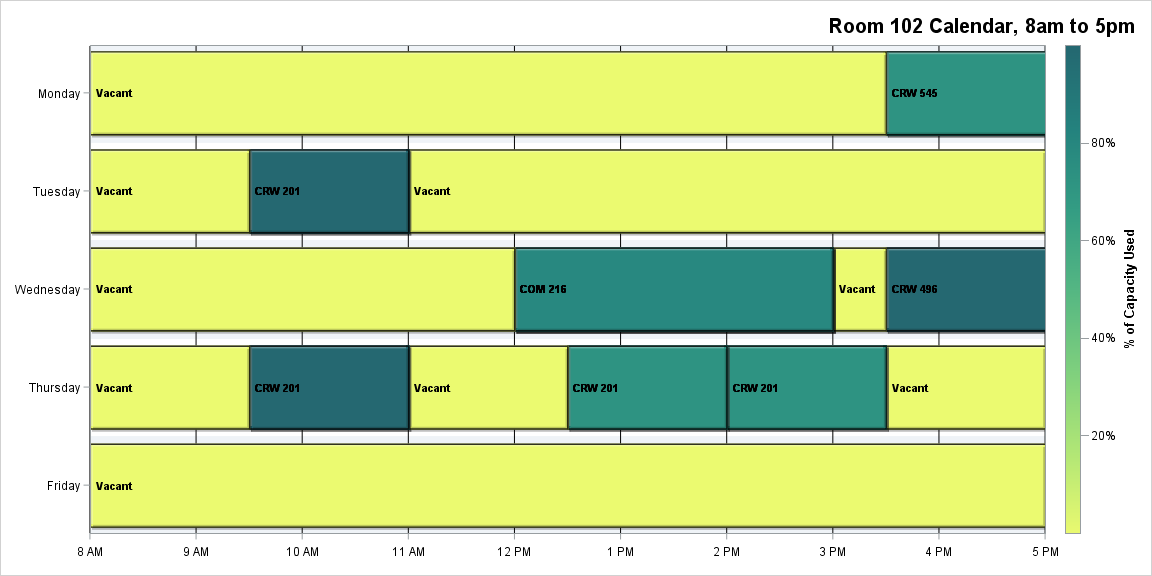 Room 102 Calendar, 8am to 5pm
Monday
Vacant
CRW 545
Tuesday
Vacant
CRW 201
Vacant
Wednesday
Vacant
COM 216
Vacant
CRW 496
Thursday
Vacant
CRW 201
Vacant
CRW 201
CRW 201
Vacant
Friday
Vacant
8 AM
9 AM
10 AM
11 AM
12 PM
1 PM
2 PM
3 PM
4 PM
5 PM
80%
60%
40%
20%
% of Capacity Used